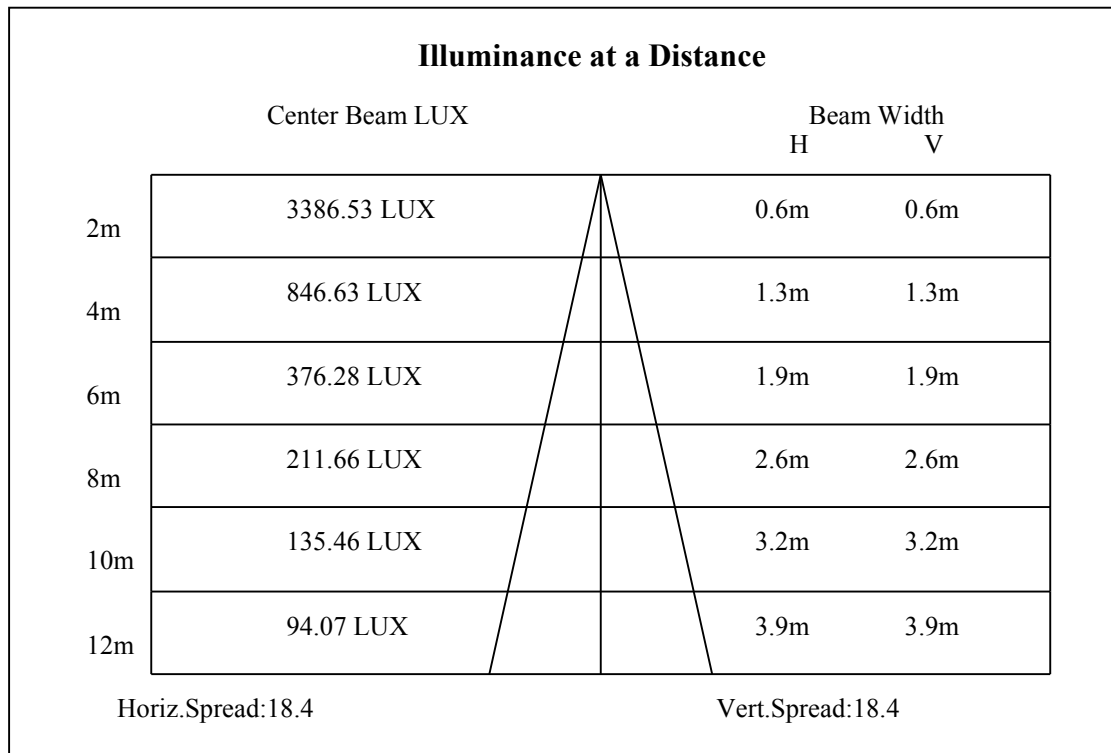 Illuminance at a Distance
Center Beam LUX Beam Width
H V
2m 3386.53 LUX 0.6m 0.6m
4m 846.63 LUX 1.3m 1.3m
6m 376.28 LUX 1.9m 1.9m
8m 211.66 LUX 2.6m 2.6m
10m 135.46 LUX 3.2m 3.2m
12m 94.07 LUX 3.9m 3.9m
Horiz.Spread:18.4 Vert.Spread:18.4